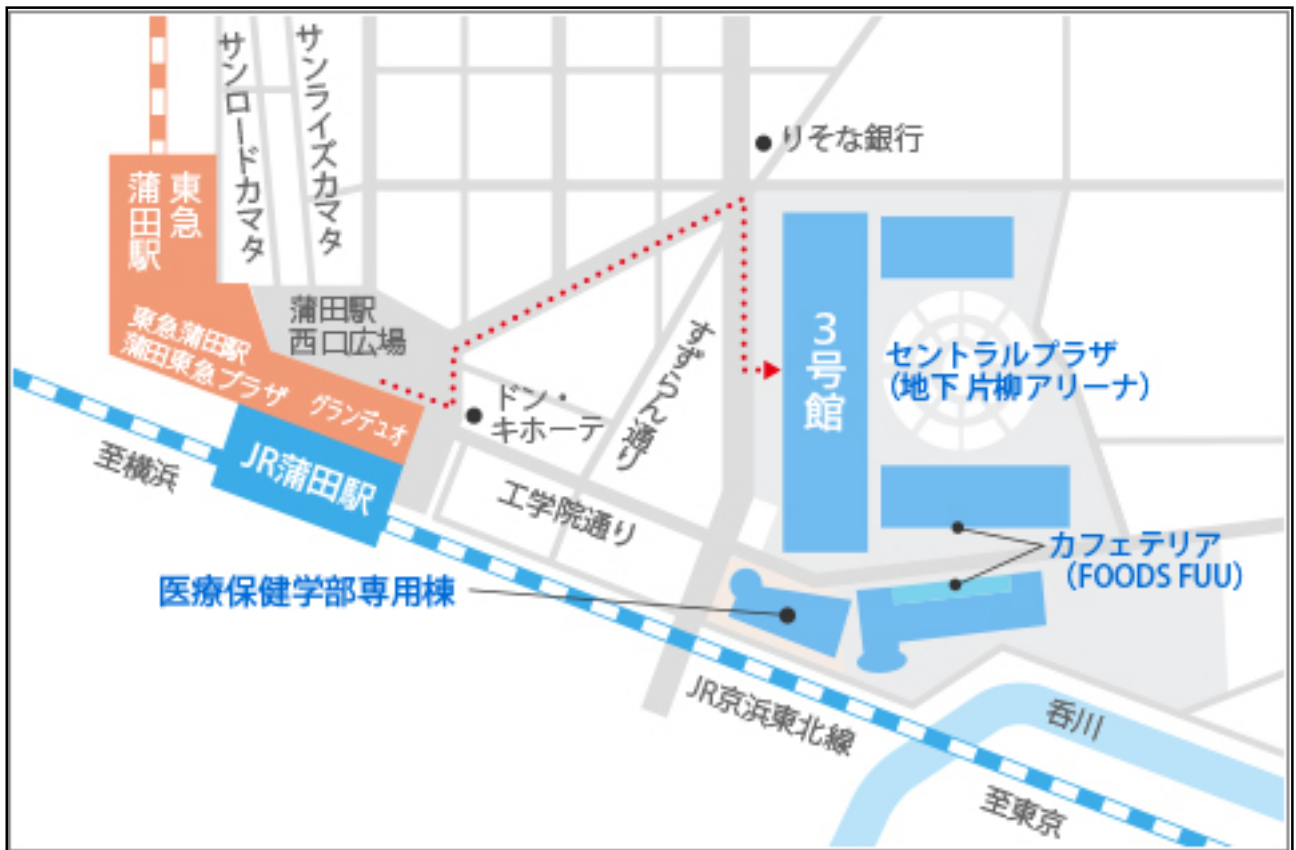 サンロードカマタ
サンライズカマタ
りそな銀行
東急
蒲田駅
蒲田駅
西口広場
東急蒲田駅
蒲田東急プラザ
グランデュオ
ドン・
キホーテ
すずらん通り
3号館
セントラルプラザ
（地下 片柳アリーナ）
至横浜
JR蒲田駅
工学院通り
カフェテリア
（FOODS FUU）
医療保健学部専用棟
JR京浜東北線
呑川
至東京